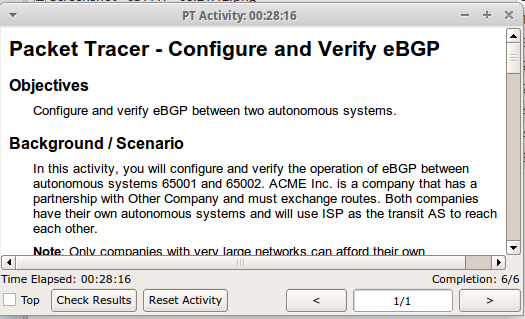 PT Activity: 00:28:16
Packet Tracer - Configure and Verify eBGP
Objectives
Configure and verify eBGP between two autonomous systems.
Background / Scenario
In this activity, you will configure and verify the operation of eBGP between
autonomous systems 65001 and 65002. ACME Inc. is a company that has a
partnership with Other Company and must exchange routes. Both companies
have their own autonomous systems and will use ISP as the transit AS to reach
each other.
Note: Only companies with very large networks can afford their own
Time Elapsed: 00:28:16 Completion: 6/6
Top Check Results Reset Activity < 1/1 >